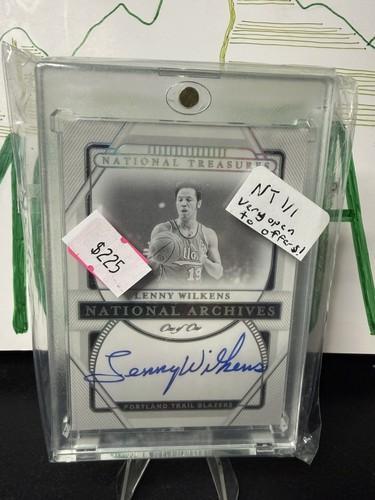 NATIONAL TREASURES
NT 1/1
very open
to offers!
$225
19
LENNY WILKENS
NATIONAL ARCHIVES
One of One
Lenny Wilkens
PORTLAND TRAIL BLAZERS